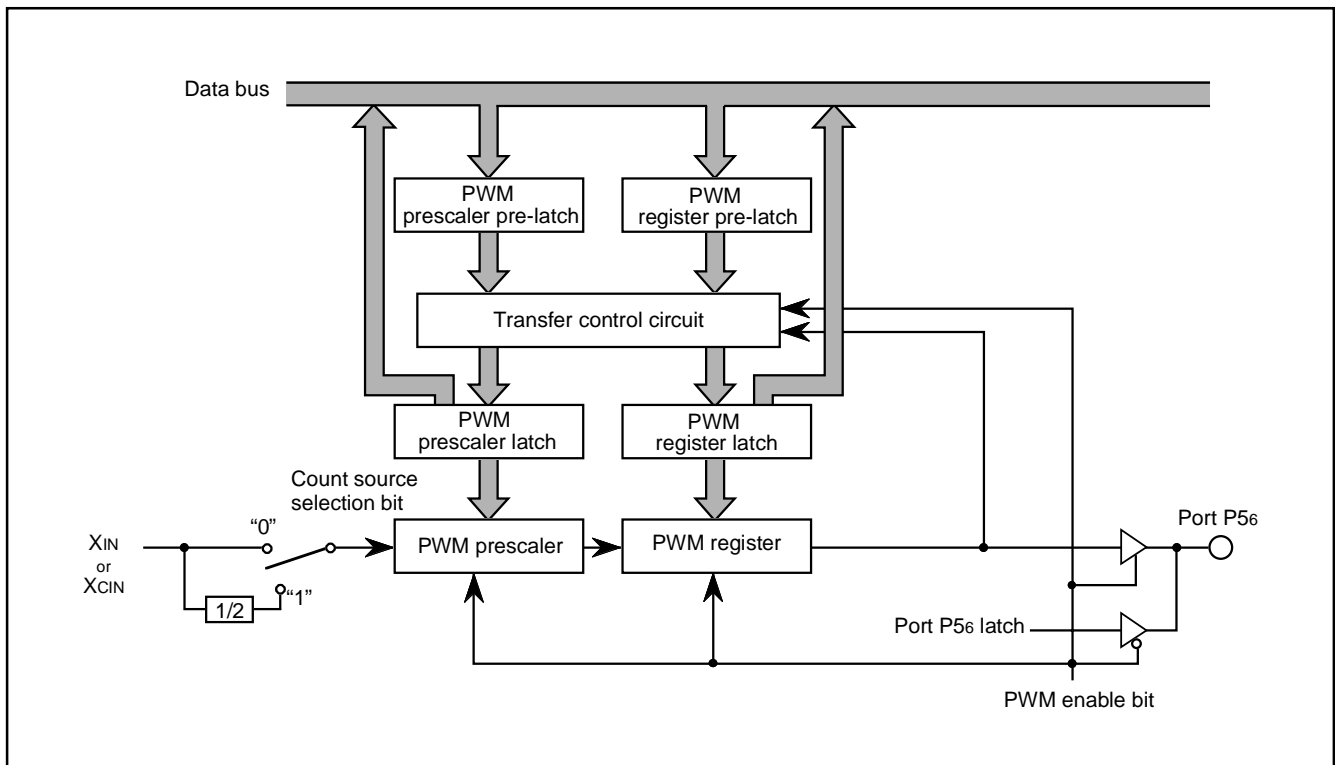 Data bus
PWM
prescaler pre-latch
PWM
register pre-latch
Transfer control circuit
PWM
prescaler latch
PWM
register latch
Count source
selection bit
“0”
XIN
or
XCIN
“1”
1/2
PWM prescaler
PWM register
Port P56
Port P56 latch
PWM enable bit